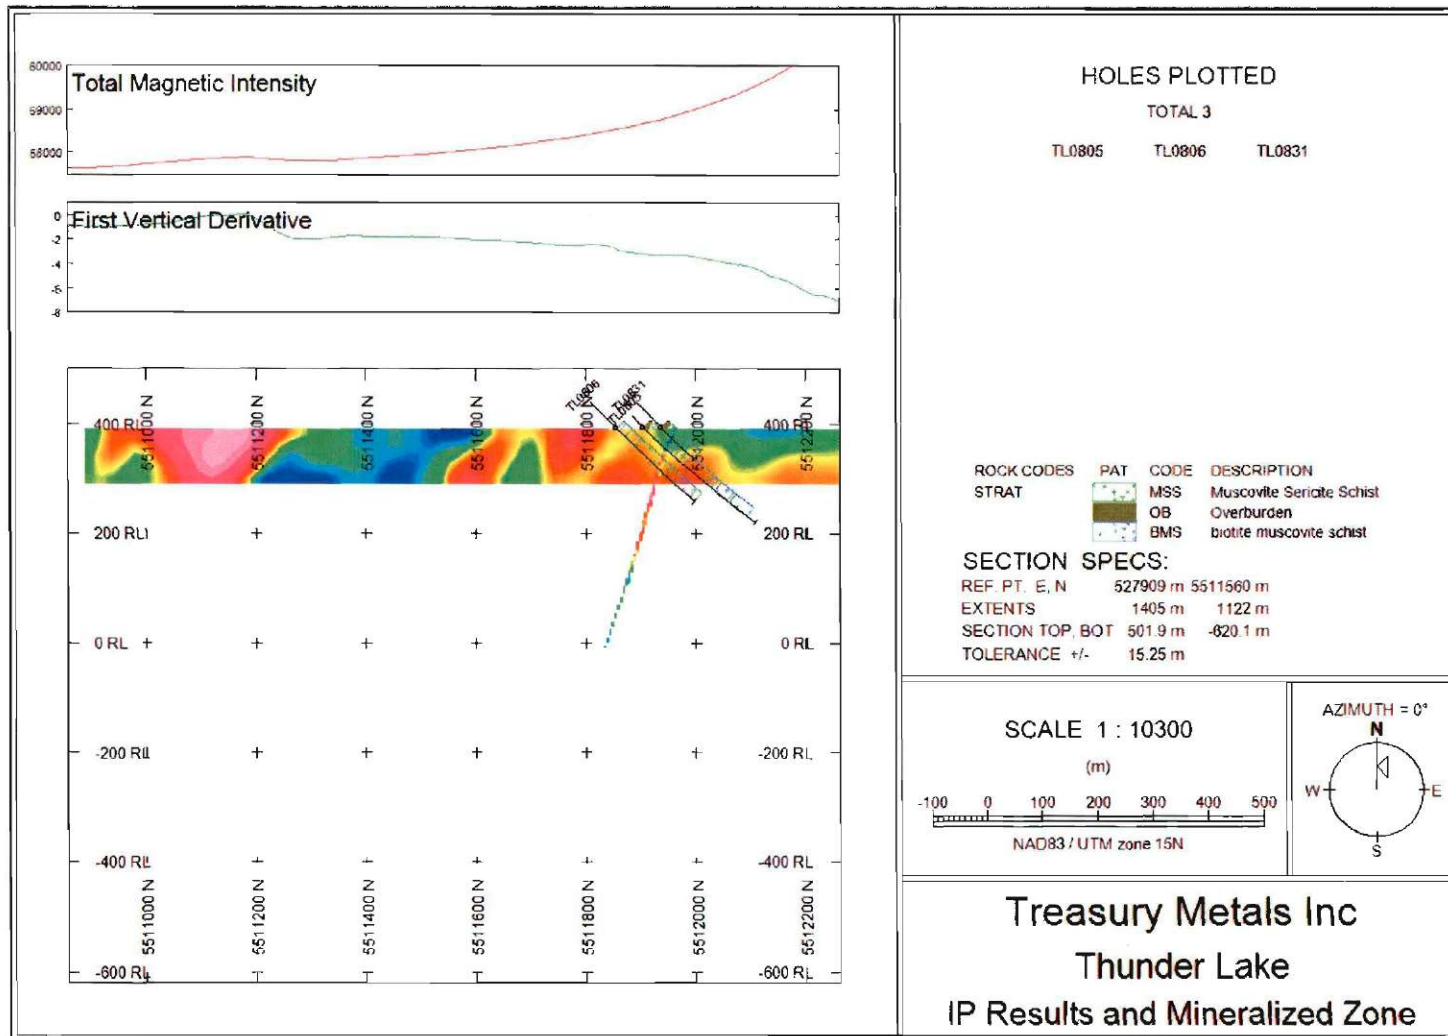 60000
Total Magnetic Intensity
59000
58000
0
First Vertical Derivative
-2
-4
-6
-8
TL0806
TL0805
TL0831
5511000 N
5511200 N
5511400 N
5511600 N
5511800 N
5512000 N
5512200 N
400 RL
400 RL
200 RL
200 RL
0 RL
0 RL
-200 RL
-200 RL
-400 RL
-400 RL
5511000 N
5511200 N
5511400 N
5511600 N
5511800 N
5512000 N
5512200 N
-600 RL
-600 RL
HOLES PLOTTED
TOTAL 3
TL0805 TL0806 TL0831
ROCK CODES PAT CODE DESCRIPTION
STRAT MSS Muscovite Sericite Schist
OB Overburden
BMS biotite muscovite schist
SECTION SPECS:
REF. PT. E, N 527909 m 5511560 m
EXTENTS 1405 m 1122 m
SECTION TOP, BOT 501.9 m -620.1 m
TOLERANCE +/- 15.25 m
SCALE 1 : 10300
(m)
-100 0 100 200 300 400 500
NAD83 / UTM zone 15N
AZIMUTH = 0°
N
W E
S
Treasury Metals Inc
Thunder Lake
IP Results and Mineralized Zone